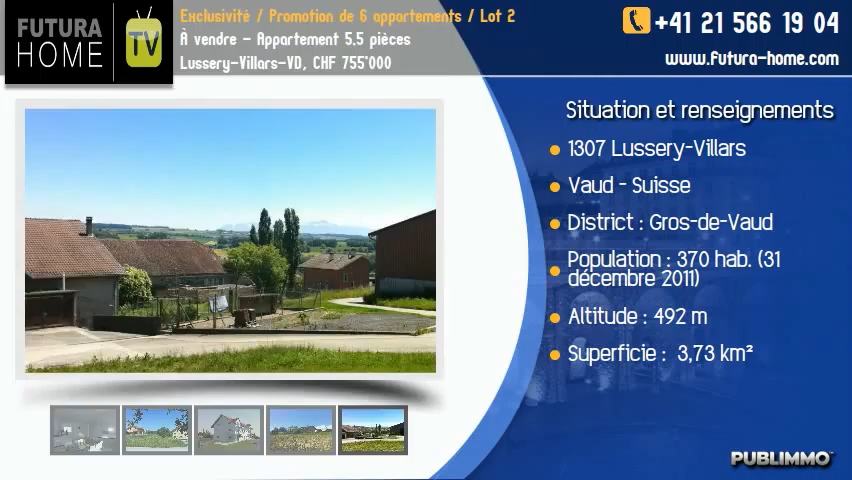 FUTURA
HOME
TV
Exclusivité / Promotion de 6 appartements / Lot 2
À vendre - Appartement 5.5 pièces
Lussery-Villars-VD, CHF 755'000
+41 21 566 19 04
www.futura-home.com
Situation et renseignements
1307 Lussery-Villars
Vaud - Suisse
District : Gros-de-Vaud
Population : 370 hab. (31
décembre 2011)
Altitude : 492 m
Superficie : 3,73 km²
PUBLIMMO